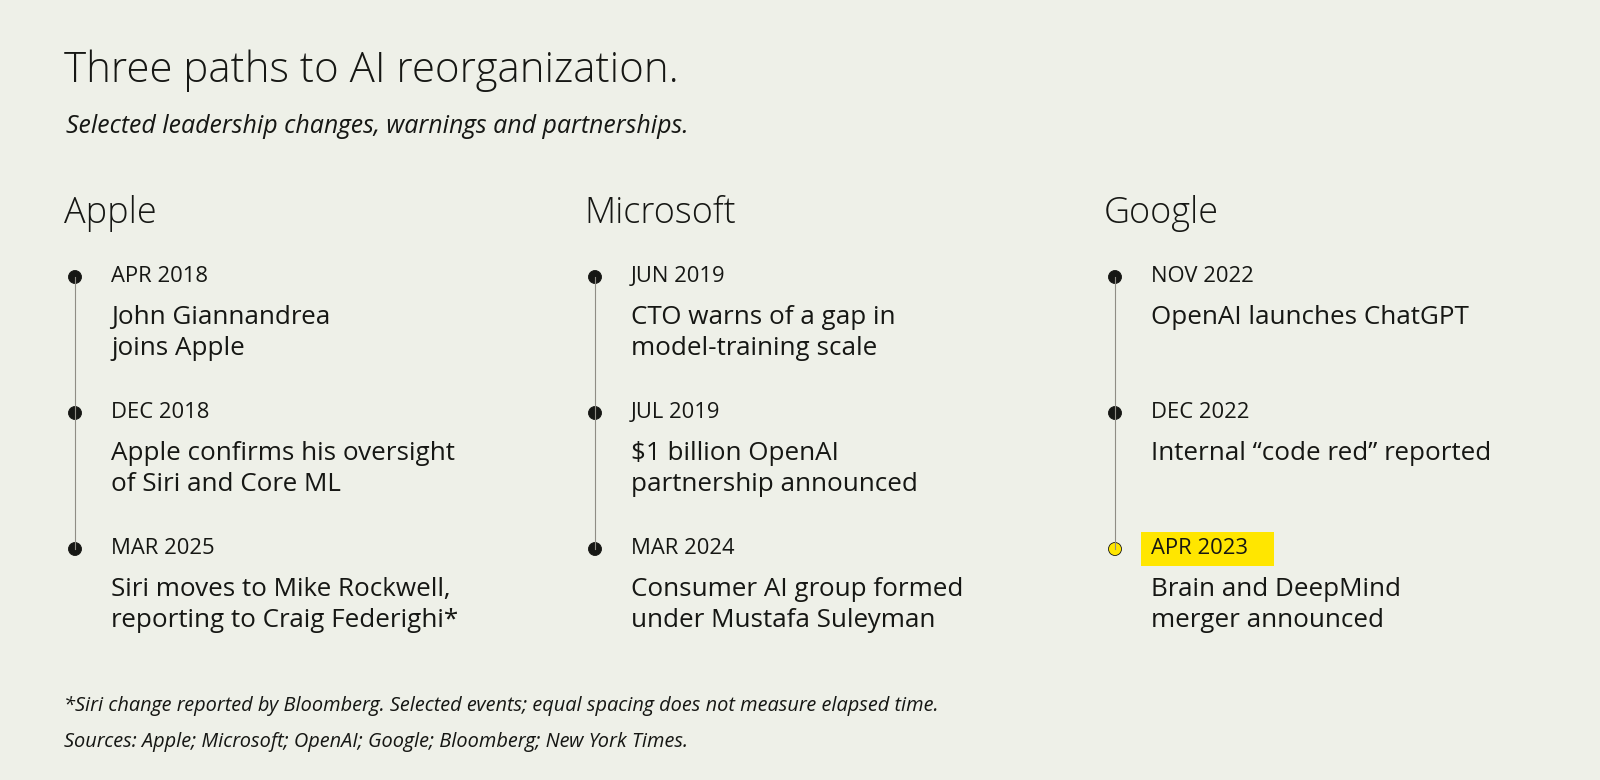 Three paths to AI reorganization.
Selected leadership changes, warnings and partnerships.
Apple
APR 2018
John Giannandrea
joins Apple
DEC 2018
Apple confirms his oversight
of Siri and Core ML
MAR 2025
Siri moves to Mike Rockwell,
reporting to Craig Federighi*
Microsoft
JUN 2019
CTO warns of a gap in
model-training scale
JUL 2019
$1 billion OpenAI
partnership announced
MAR 2024
Consumer AI group formed
under Mustafa Suleyman
Google
NOV 2022
OpenAI launches ChatGPT
DEC 2022
Internal “code red” reported
APR 2023
Brain and DeepMind
merger announced
*Siri change reported by Bloomberg. Selected events; equal spacing does not measure elapsed time.
Sources: Apple; Microsoft; OpenAI; Google; Bloomberg; New York Times.